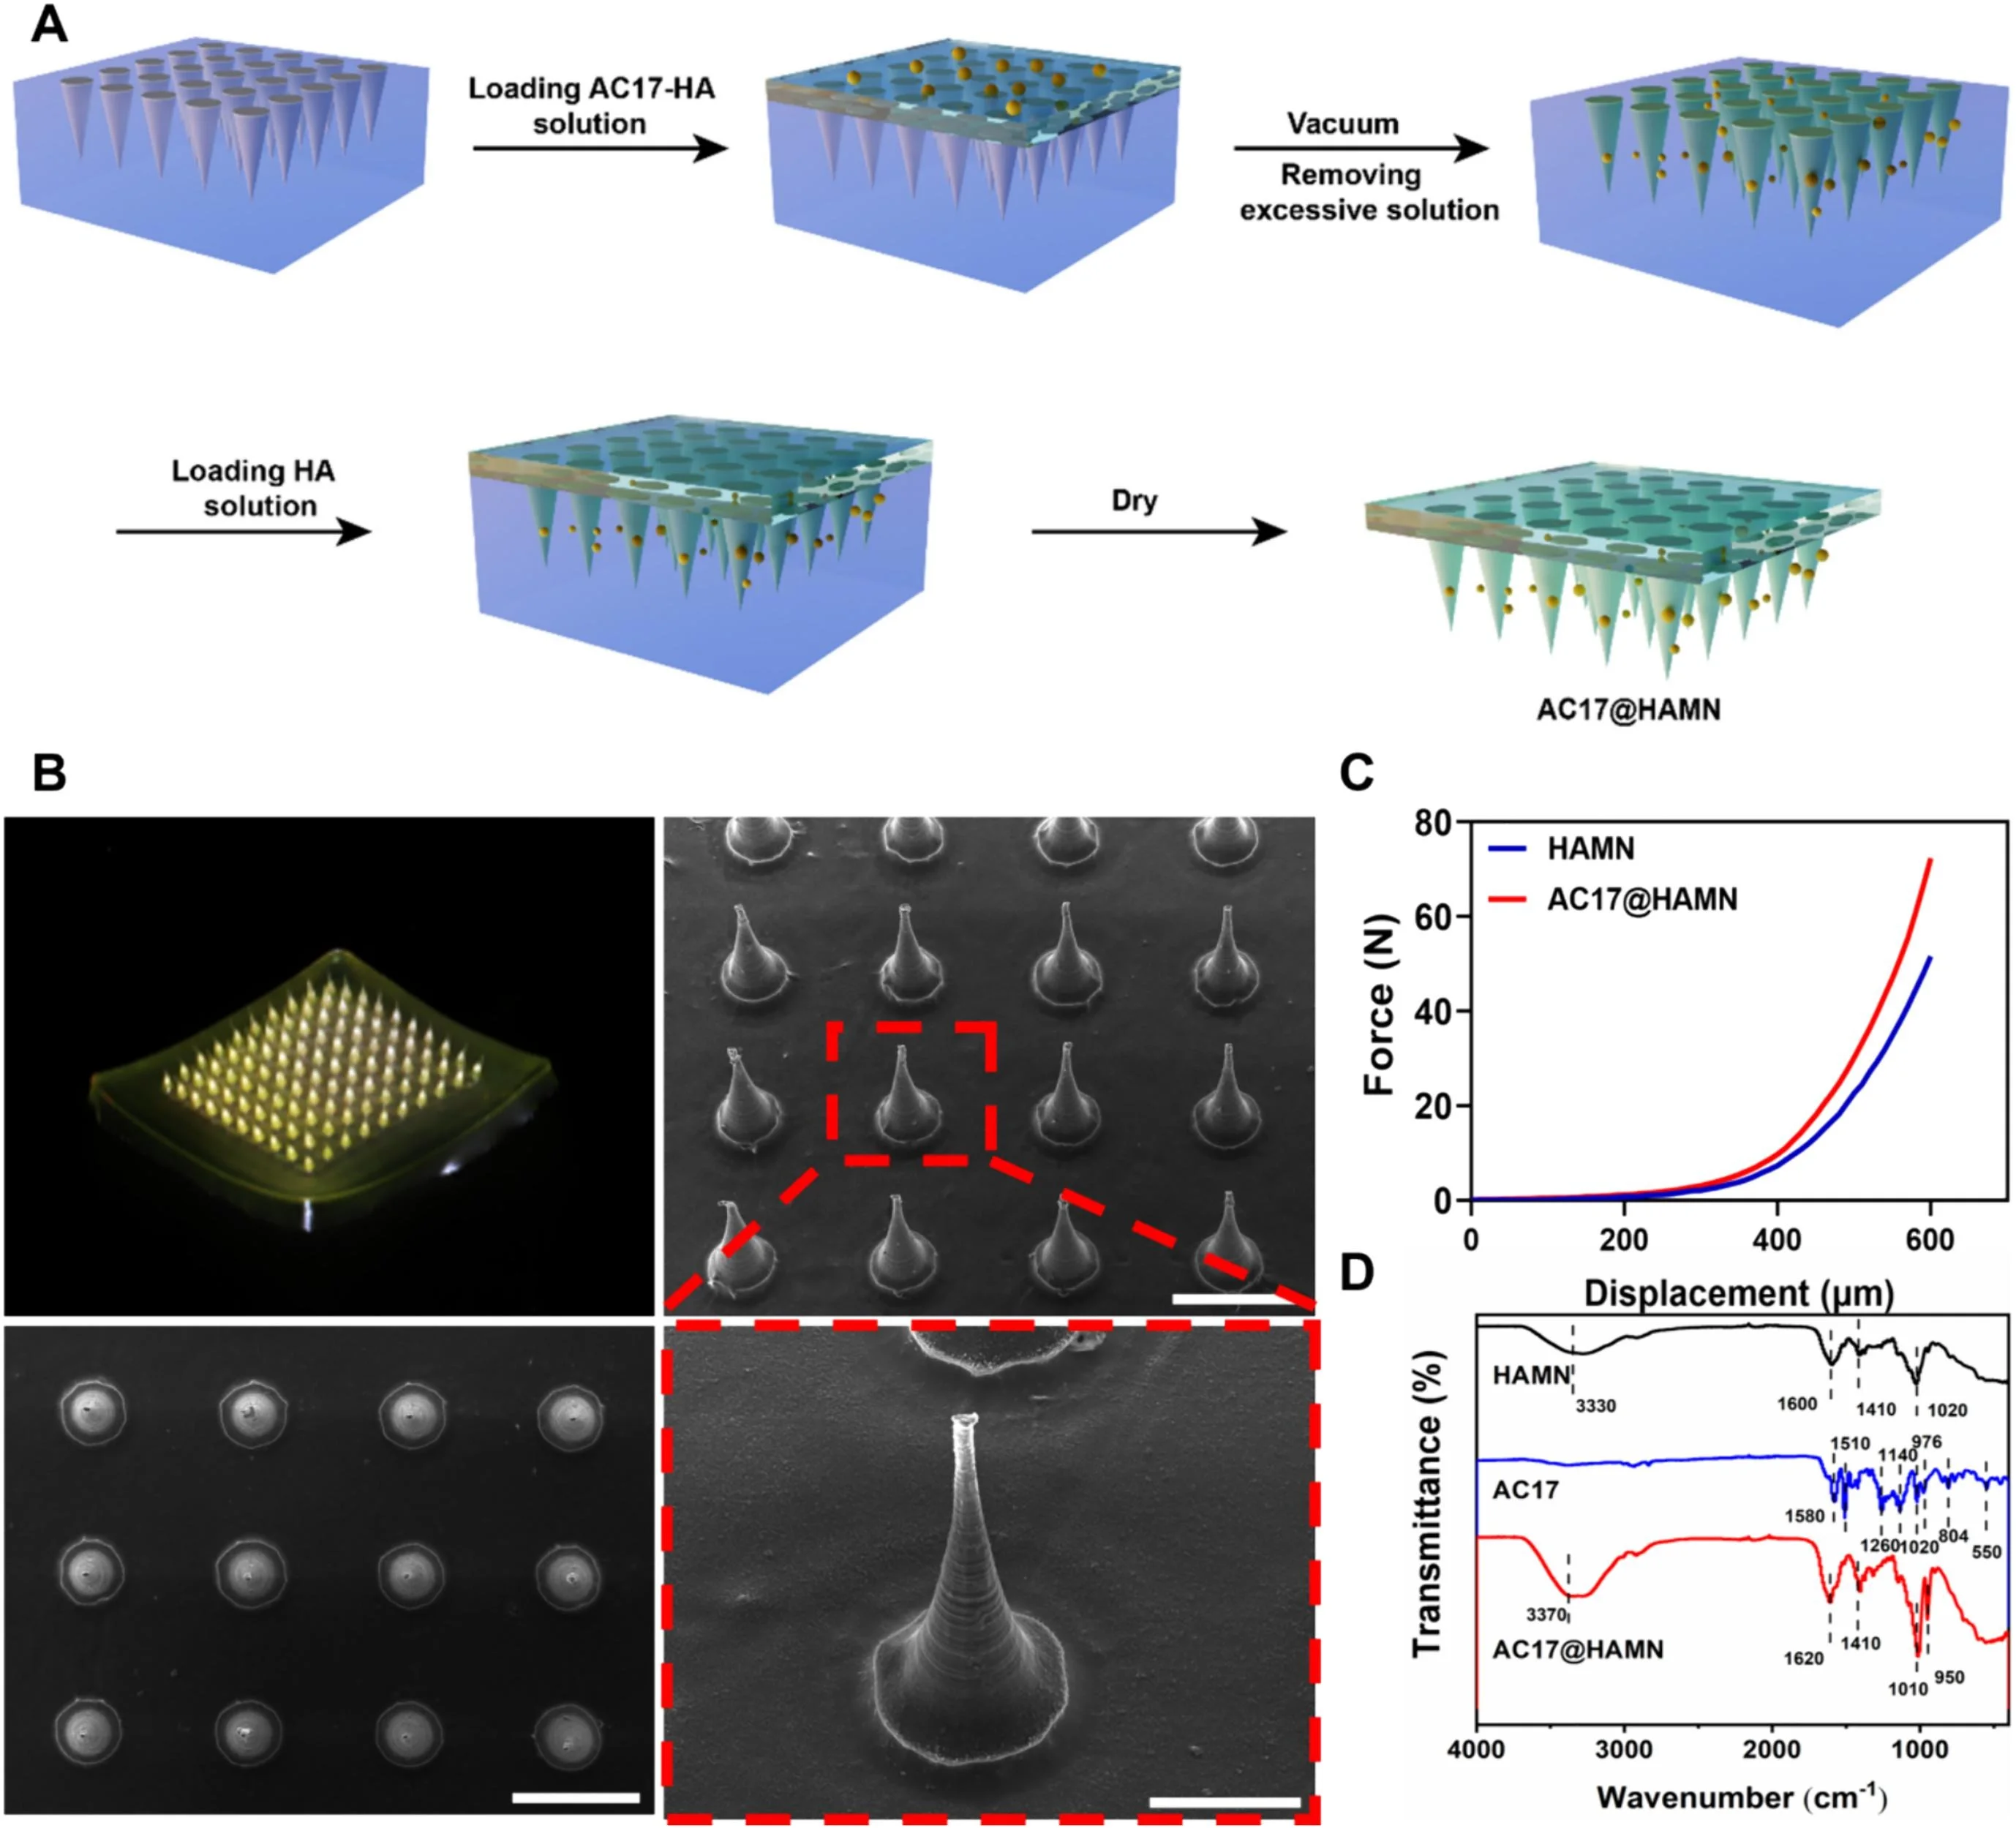 A
Loading AC17-HA
solution
Vacuum
Removing
excessive solution
Loading HA
solution
Dry
AC17@HAMN
B
C
80
60
40
20
0
Force (N)
HAMN
AC17@HAMN
0 200 400 600
Displacement (μm)
D
Transmittance (%)
HAMN
3330
1600
1410
1020
AC17
1510
1140
976
1580
1260
1020
804
550
3370
AC17@HAMN
1620
1410
1010
950
4000 3000 2000 1000
Wavenumber (cm⁻¹)